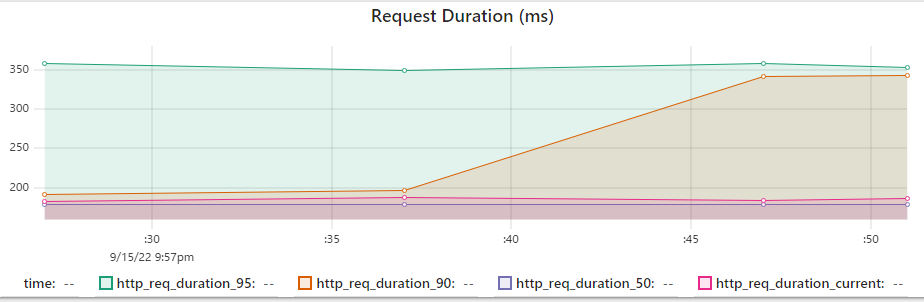 Request Duration (ms)
350
300
250
200
:30 :35 :40 :45 :50
9/15/22 9:57pm
time: -- http_req_duration_95: -- http_req_duration_90: -- http_req_duration_50: -- http_req_duration_current: --